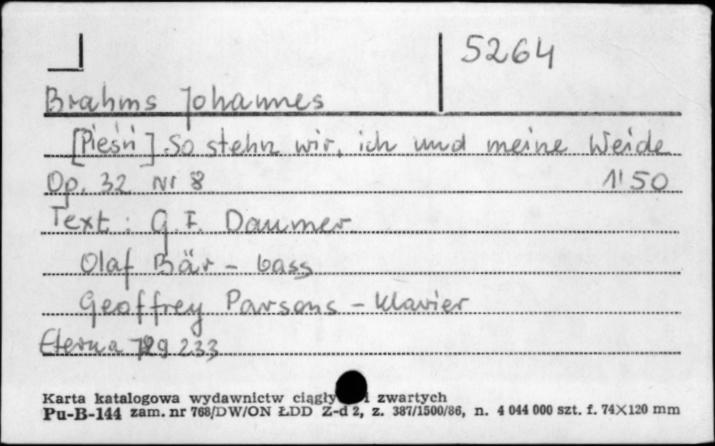 5264
Brahms Johannes
[Pieśń] So stehn wir, ich und meine Weide
Op. 32 Nr 8 1'50
Text: G. F. Daumer
Olaf Bär - bass
Geoffrey Parsons - Klavier
Eterna 729 233
Karta katalogowa wydawnictw ciągły i zwartych
Pu-B-144 zam. nr 768/DW/ON ŁDD Z-d 2, z. 387/1500/86, n. 4 044 000 szt. f. 74×120 mm